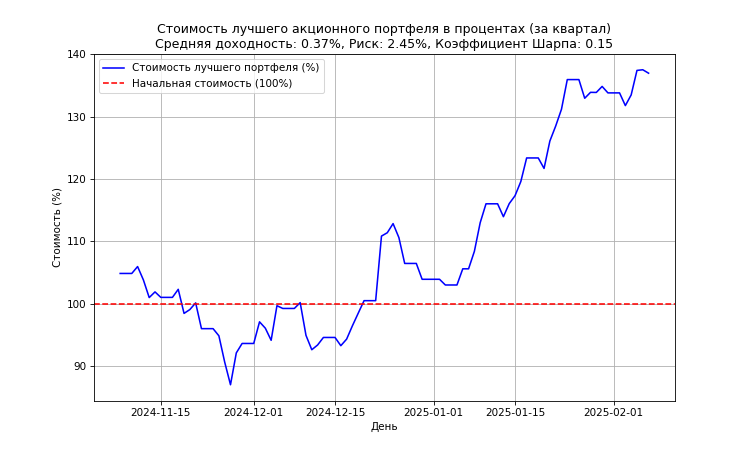 Стоимость лучшего акционного портфеля в процентах (за квартал)
Средняя доходность: 0.37%, Риск: 2.45%, Коэффициент Шарпа: 0.15
Стоимость лучшего портфеля (%)
Начальная стоимость (100%)
Стоимость (%)
140
130
120
110
100
90
2024-11-15 2024-12-01 2024-12-15 2025-01-01 2025-01-15 2025-02-01
День